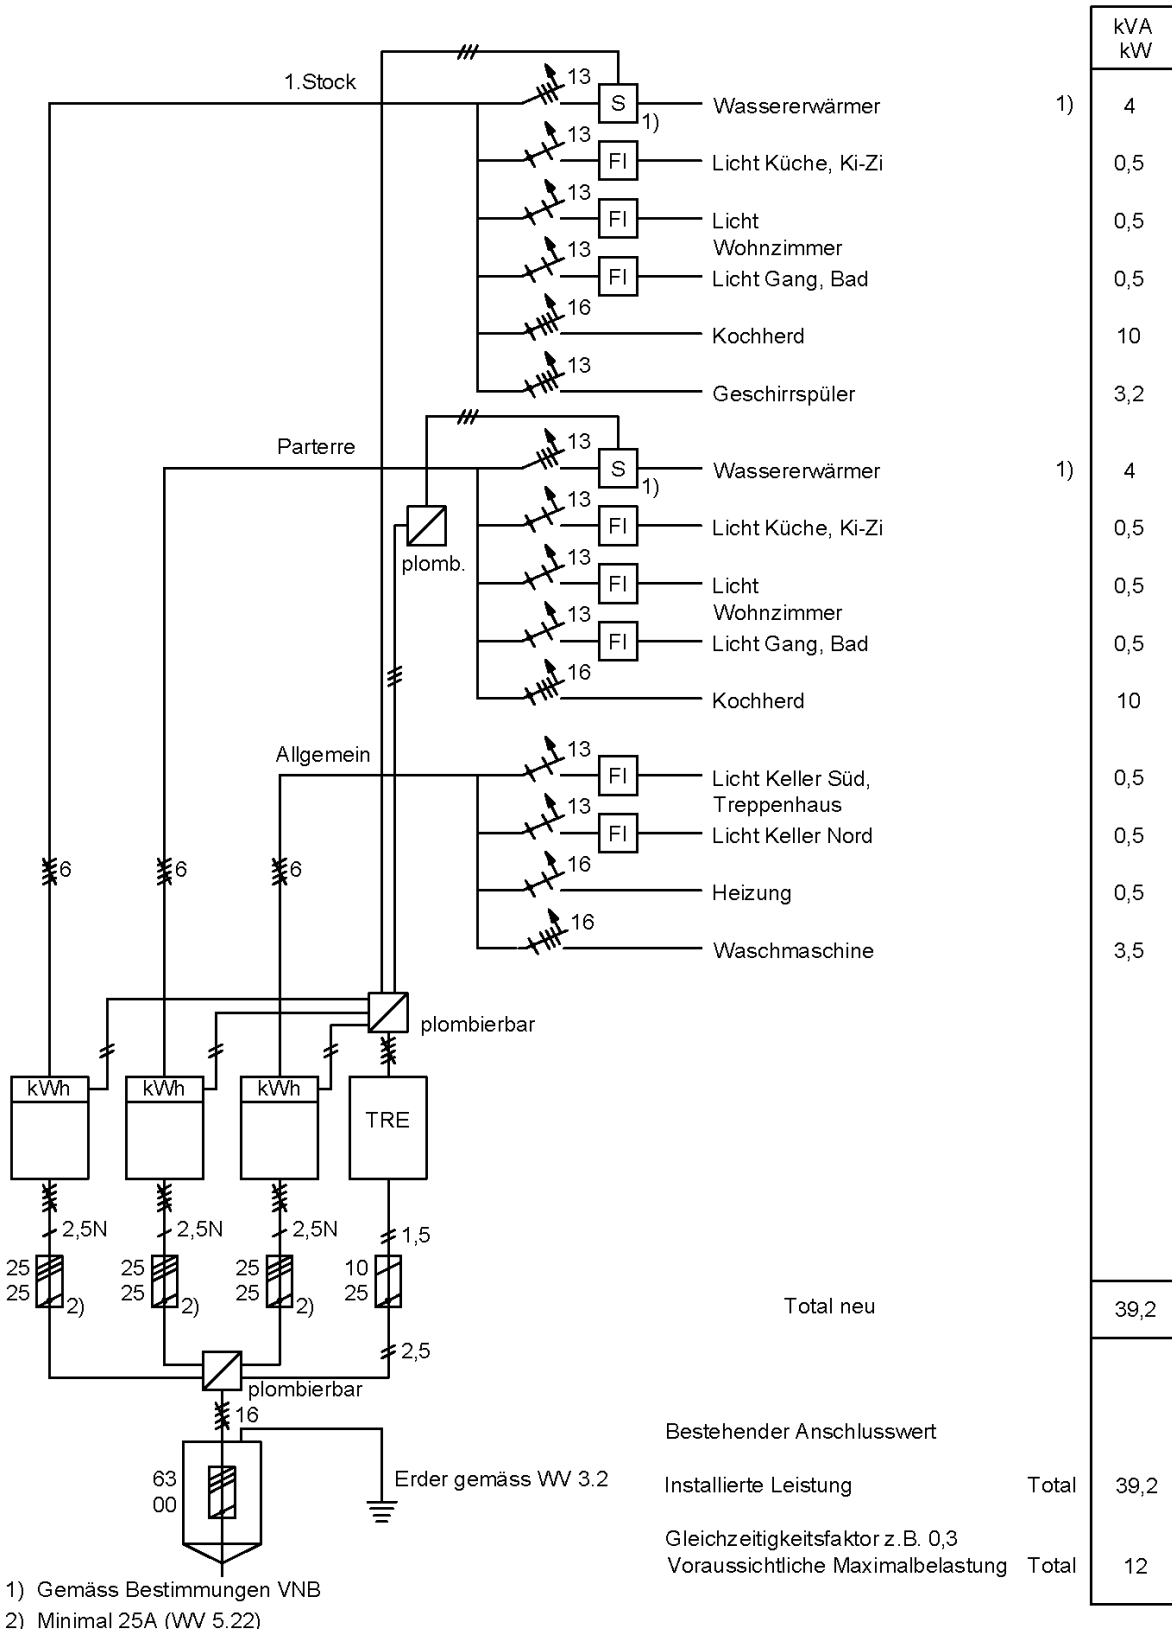 kVA
kW
1.Stock
13
S
1)
Wassererwärmer
1)
4
13
FI
Licht Küche, Ki-Zi
0,5
13
FI
Licht
Wohnzimmer
0,5
13
FI
Licht Gang, Bad
0,5
16
Kochherd
10
13
Geschirrspüler
3,2
Parterre
13
S
1)
Wassererwärmer
1)
4
plomb.
13
FI
Licht Küche, Ki-Zi
0,5
13
FI
Licht
Wohnzimmer
0,5
13
FI
Licht Gang, Bad
0,5
16
Kochherd
10
Allgemein
13
FI
Licht Keller Süd,
Treppenhaus
0,5
13
FI
Licht Keller Nord
0,5
16
Heizung
0,5
16
Waschmaschine
3,5
6
6
6
plombierbar
kWh
kWh
kWh
TRE
2,5N
2,5N
2,5N
1,5
25
25
2)
25
25
2)
25
25
2)
10
25
2,5
plombierbar
16
63
00
Erder gemäss WV 3.2
Total neu
39,2
Bestehender Anschlusswert
Installierte Leistung Total 39,2
Gleichzeitigkeitsfaktor z.B. 0,3
Voraussichtliche Maximalbelastung Total 12
1) Gemäss Bestimmungen VNB
2) Minimal 25A (WV 5.22)